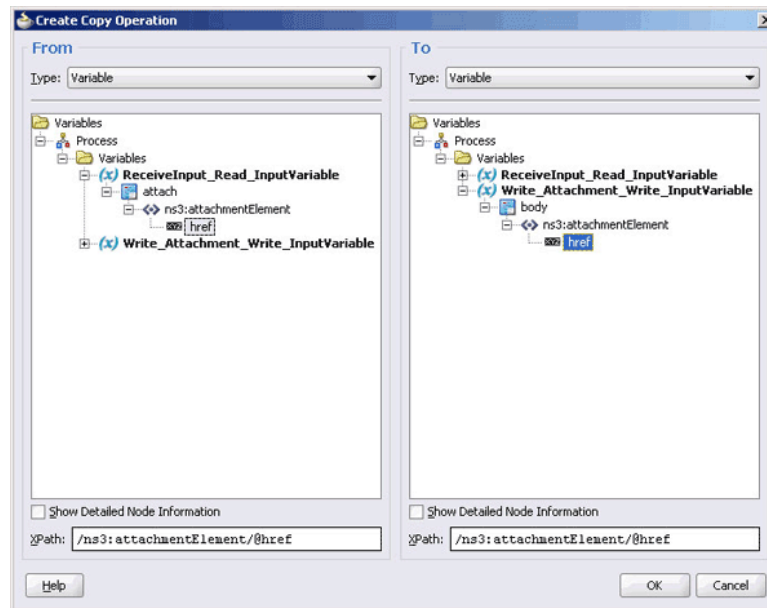 Create Copy Operation
From
Type: Variable
Variables
Process
Variables
(x) ReceiveInput_Read_InputVariable
attach
ns3:attachmentElement
href
(x) Write_Attachment_Write_InputVariable
Show Detailed Node Information
XPath: /ns3:attachmentElement/@href
To
Type: Variable
Variables
Process
Variables
(x) ReceiveInput_Read_InputVariable
(x) Write_Attachment_Write_InputVariable
body
ns3:attachmentElement
href
Show Detailed Node Information
XPath: /ns3:attachmentElement/@href
Help
OK
Cancel